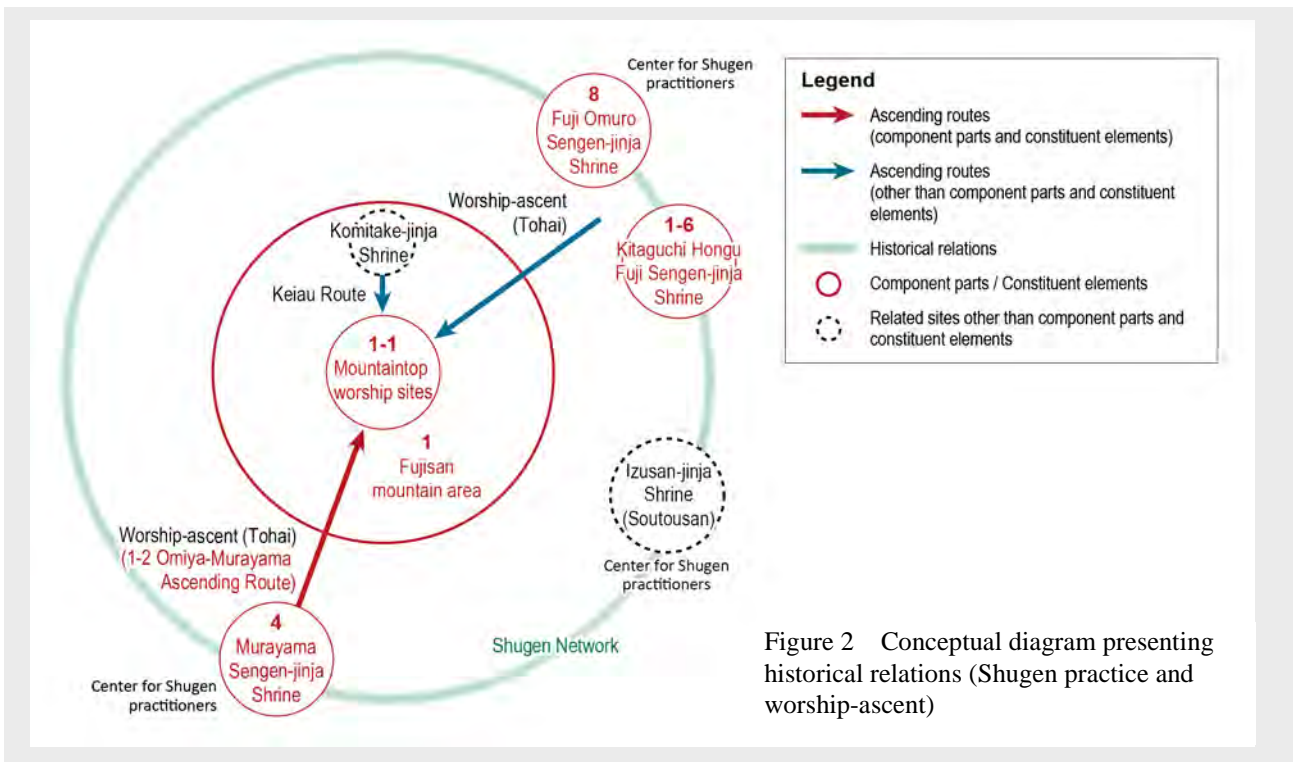 Center for Shugen
practitioners
8
Fuji Omuro
Sengen-jinja
Shrine
Worship-ascent
(Tohai)
1-6
Kitaguchi Hongu
Fuji Sengen-jinja
Shrine
Komitake-jinja
Shrine
Keiau Route
1-1
Mountaintop
worship sites
1
Fujisan
mountain area
Izusan-jinja
Shrine
(Soutousan)
Center for Shugen
practitioners
Worship-ascent (Tohai)
(1-2 Omiya-Murayama
Ascending Route)
4
Murayama
Sengen-jinja
Shrine
Center for Shugen
practitioners
Shugen Network
Legend
Ascending routes
(component parts and constituent elements)
Ascending routes
(other than component parts and constituent
elements)
Historical relations
Component parts / Constituent elements
Related sites other than component parts and
constituent elements
Figure 2 Conceptual diagram presenting
historical relations (Shugen practice and
worship-ascent)